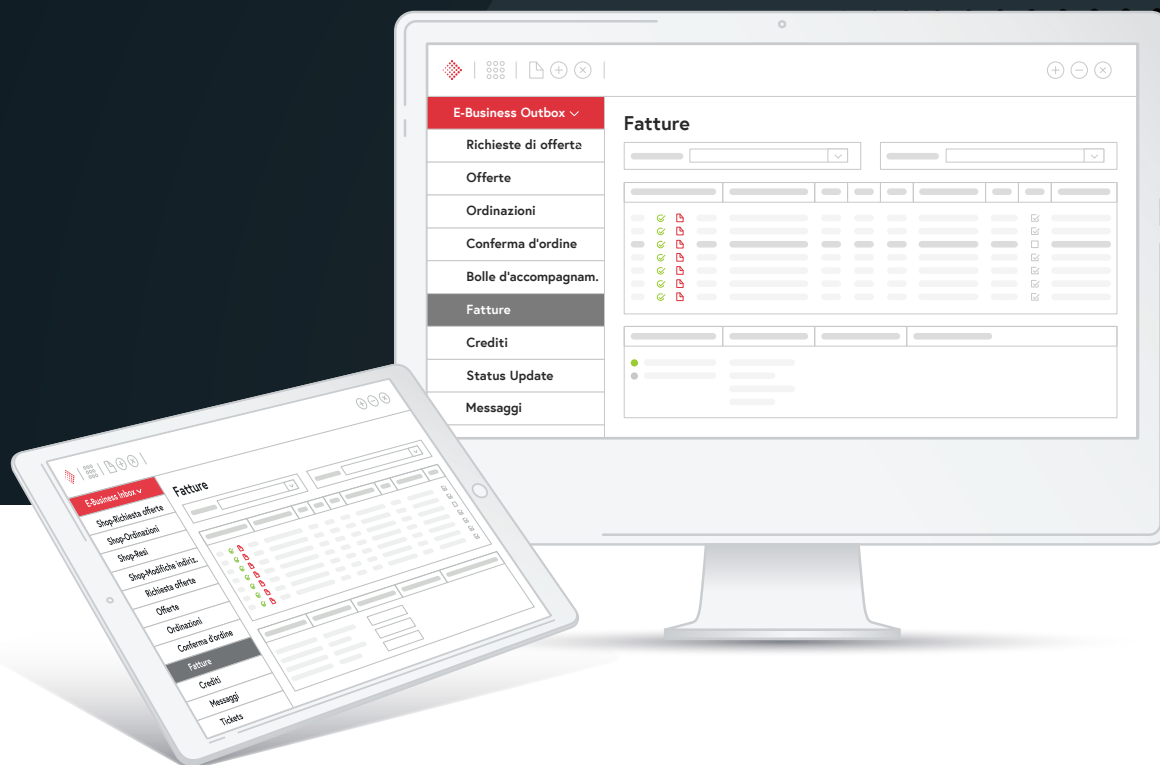 E-Business Outbox
Fatture
Richieste di offerta
Offerte
Ordinazioni
Conferma d'ordine
Bolle d'accompagnam.
Fatture
Crediti
Status Update
Messaggi
E-Business Inbox
Fatture
Shop-Richiesta offerte
Shop-Ordinazioni
Shop-Resi
Shop-Modifiche indiriz.
Richiesta offerte
Offerte
Ordinazioni
Conferma d'ordine
Fatture
Crediti
Messaggi
Tickets